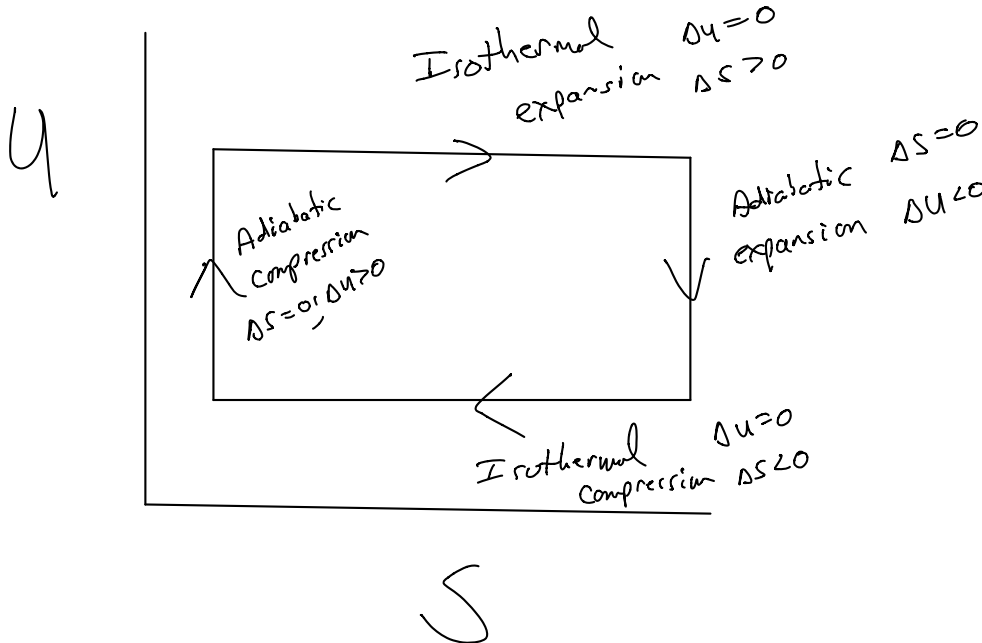 Isothermal ΔU=0
expansion ΔS>0
U
Adiabatic ΔS=0
expansion ΔU<0
Adiabatic
compression
ΔS=0, ΔU>0
Isothermal ΔU=0
compression ΔS<0
S